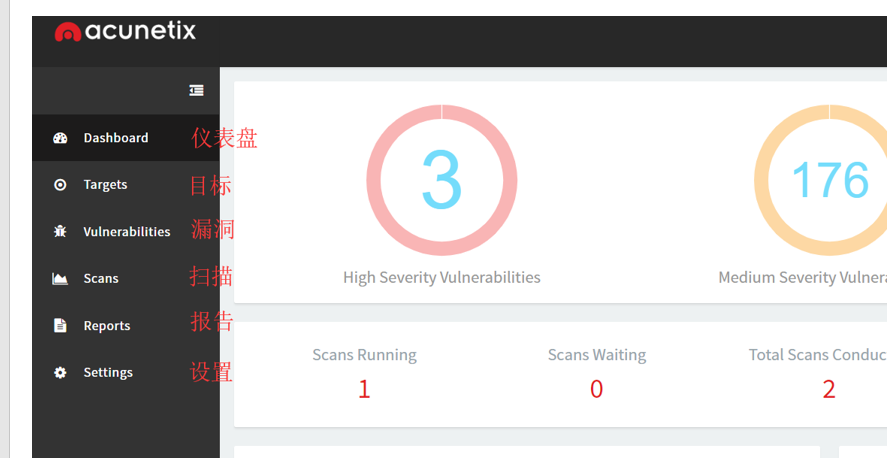 acunetix
Dashboard 仪表盘
Targets 目标
Vulnerabilities 漏洞
Scans 扫描
Reports 报告
Settings 设置
3
176
High Severity Vulnerabilities
Medium Severity Vulnera
Scans Running
Scans Waiting
Total Scans Conduc
1
0
2